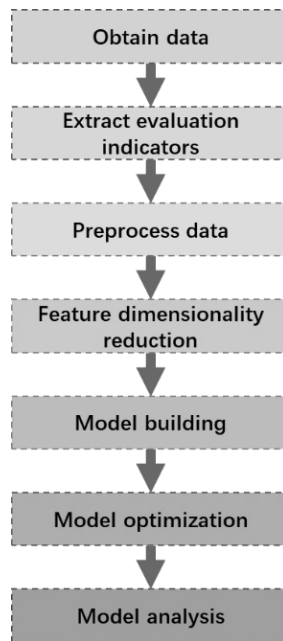 Obtain data
Extract evaluation
indicators
Preprocess data
Feature dimensionality
reduction
Model building
Model optimization
Model analysis